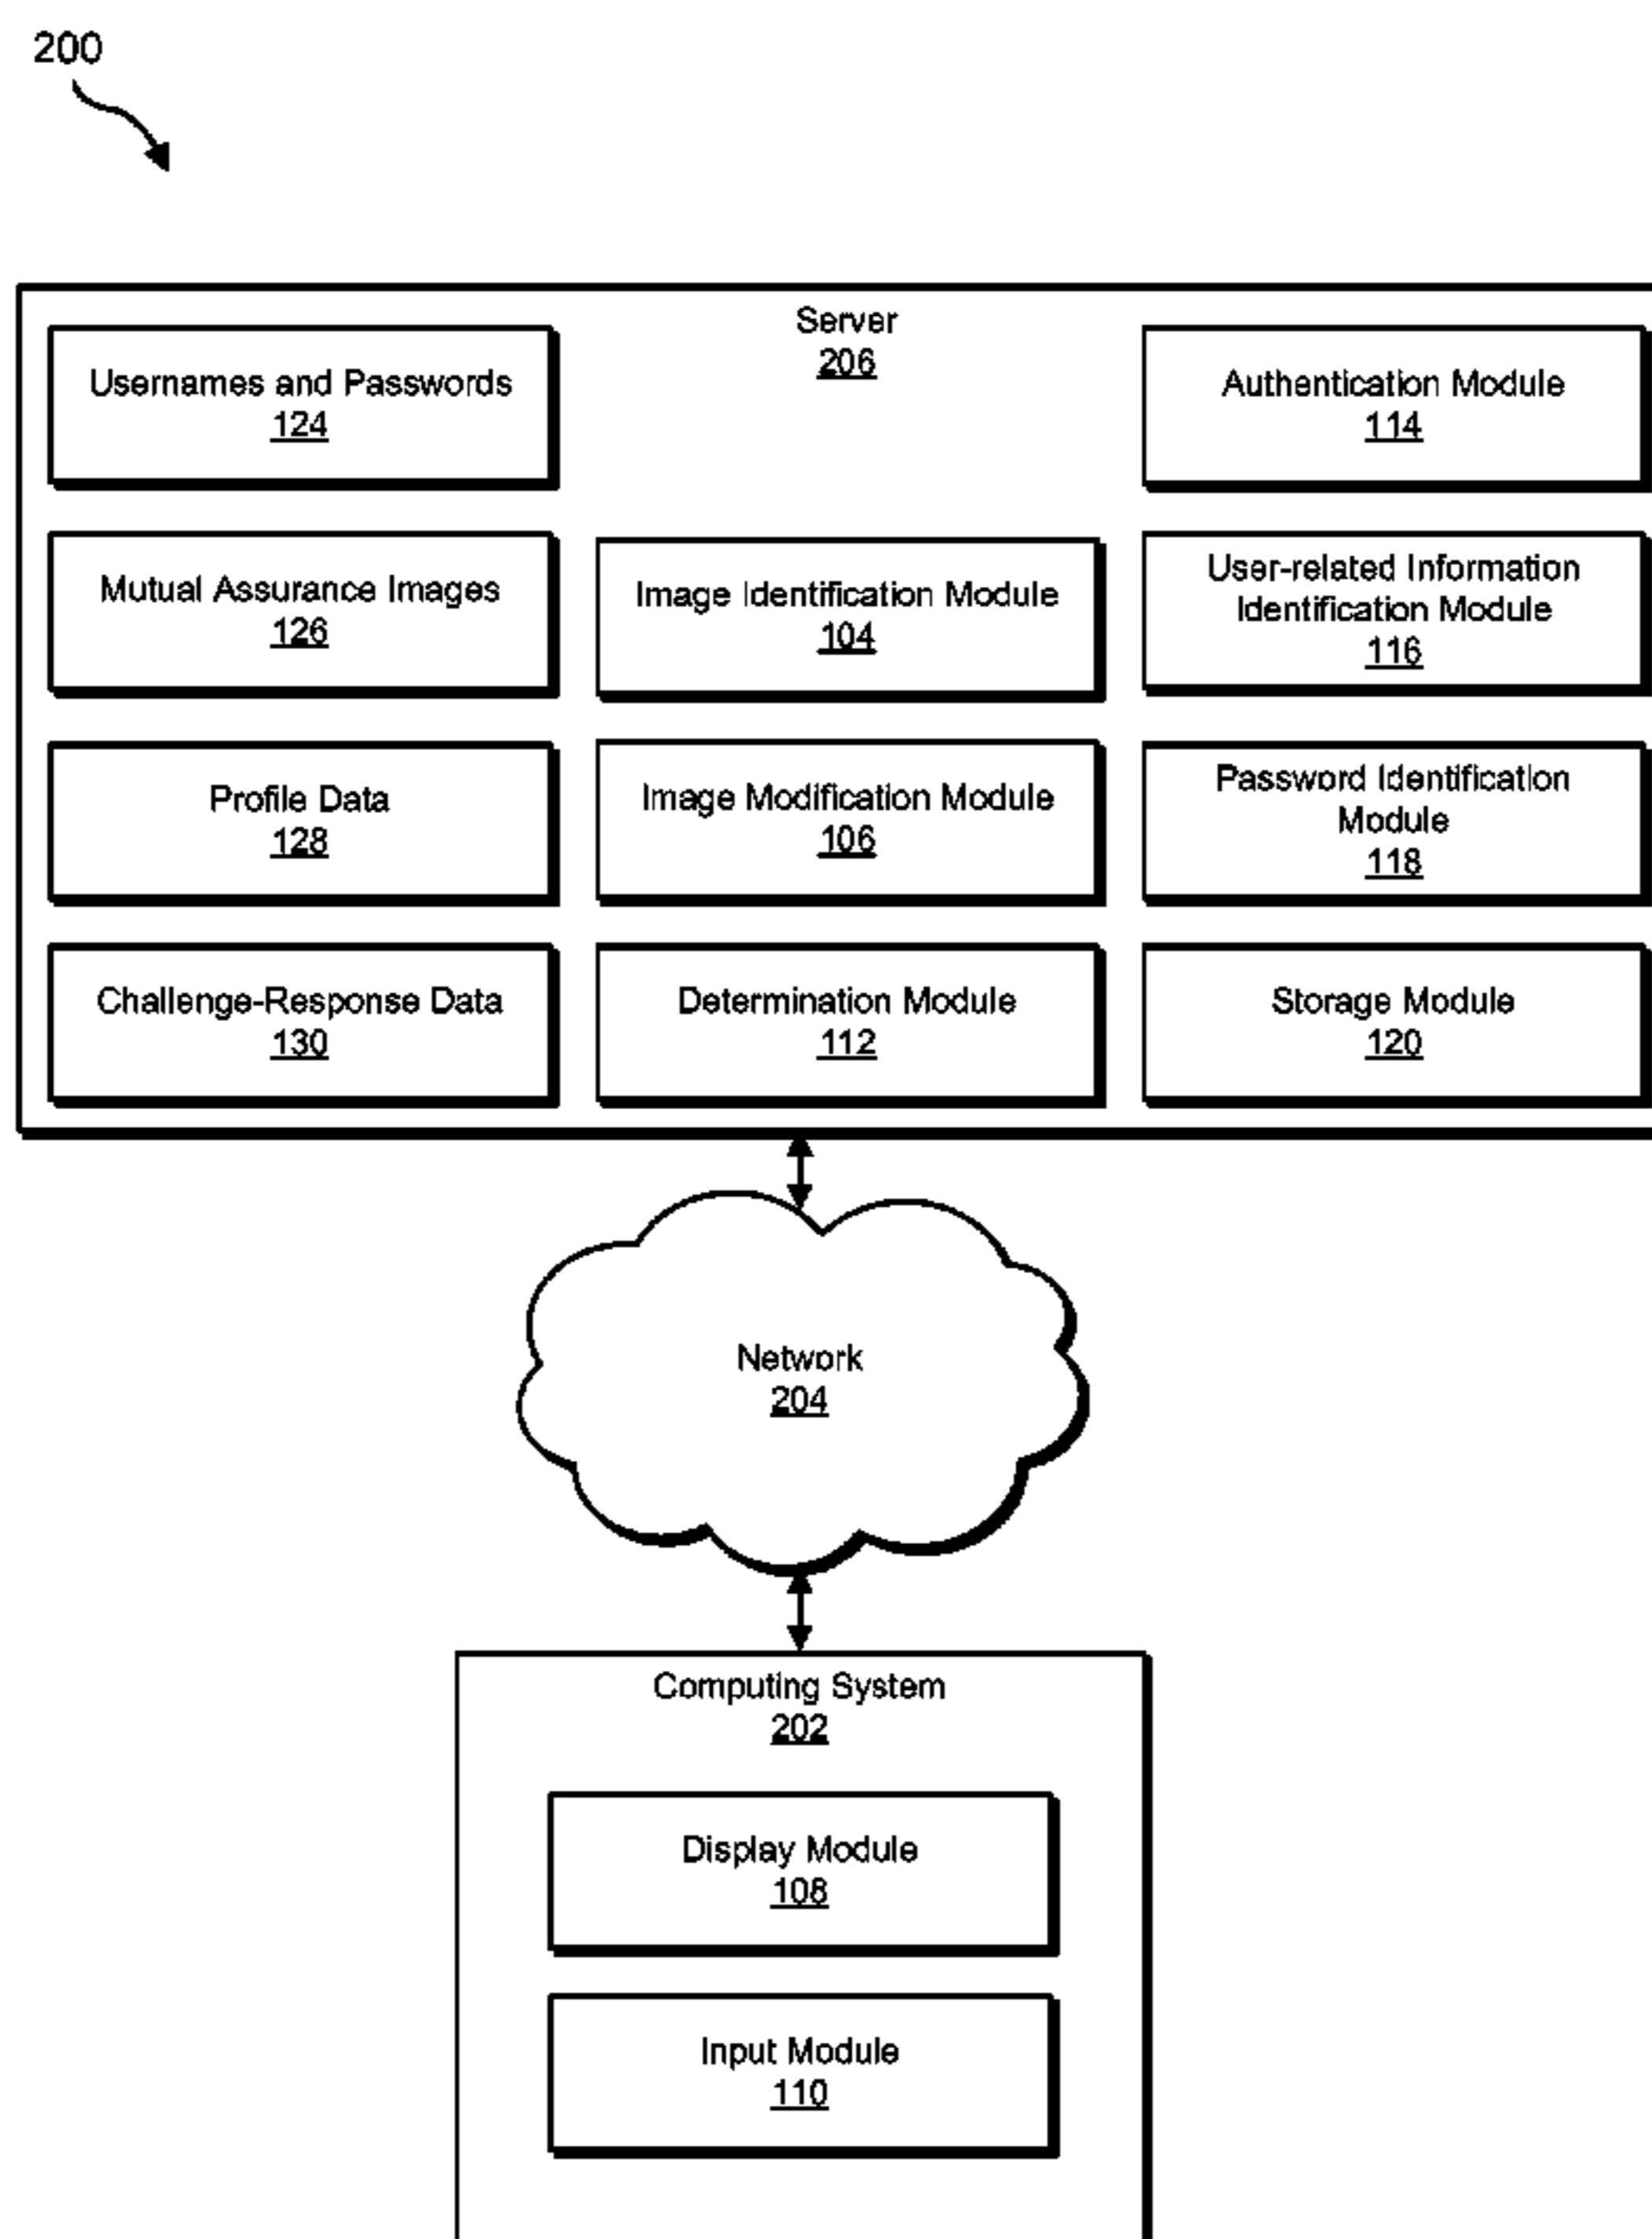 200
Server
206
Usernames and Passwords
124
Authentication Module
114
Mutual Assurance Images
126
Image Identification Module
104
User-related Information
Identification Module
116
Profile Data
128
Image Modification Module
106
Password Identification
Module
118
Challenge-Response Data
130
Determination Module
112
Storage Module
120
Network
204
Computing System
202
Display Module
108
Input Module
110